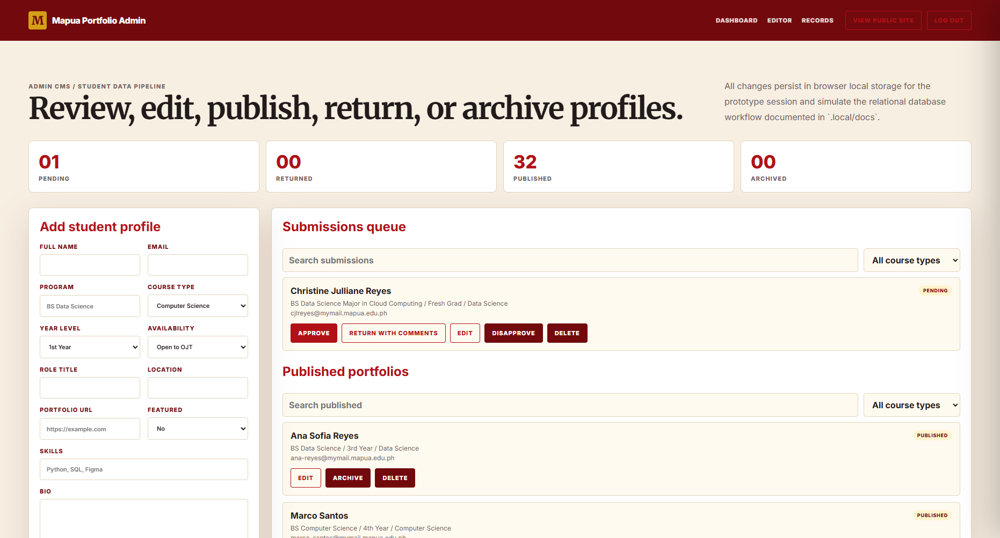 M
Mapua Portfolio Admin
DASHBOARD
EDITOR
RECORDS
VIEW PUBLIC SITE
LOG OUT
ADMIN CMS / STUDENT DATA PIPELINE
Review, edit, publish, return, or archive profiles.
All changes persist in browser local storage for the
prototype session and simulate the relational database
workflow documented in `.local/docs`.
01
PENDING
00
RETURNED
32
PUBLISHED
00
ARCHIVED
Add student profile
FULL NAME
EMAIL
PROGRAM
COURSE TYPE
BS Data Science
Computer Science
YEAR LEVEL
AVAILABILITY
1st Year
Open to OJT
ROLE TITLE
LOCATION
PORTFOLIO URL
FEATURED
https://example.com
No
SKILLS
Python, SQL, Figma
BIO
Submissions queue
Search submissions
All course types
Christine Julliane Reyes
PENDING
BS Data Science Major in Cloud Computing / Fresh Grad / Data Science
cjlreyes@mymail.mapua.edu.ph
APPROVE
RETURN WITH COMMENTS
EDIT
DISAPPROVE
DELETE
Published portfolios
Search published
All course types
Ana Sofia Reyes
PUBLISHED
BS Data Science / 3rd Year / Data Science
ana-reyes@mymail.mapua.edu.ph
EDIT
ARCHIVE
DELETE
Marco Santos
PUBLISHED
BS Computer Science / 4th Year / Computer Science
marco-santos@mymail.mapua.edu.ph